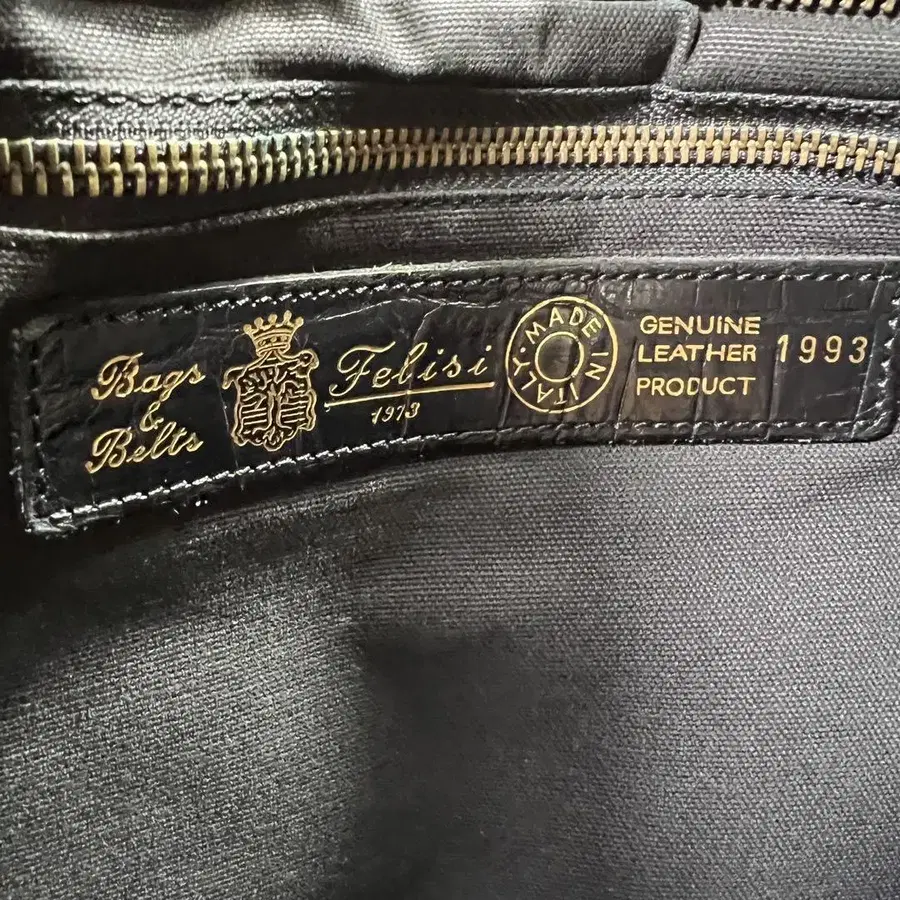 Bags
&
Belts
Felisi
1973
MADE IN ITALY
GENUINE
LEATHER
PRODUCT
1993